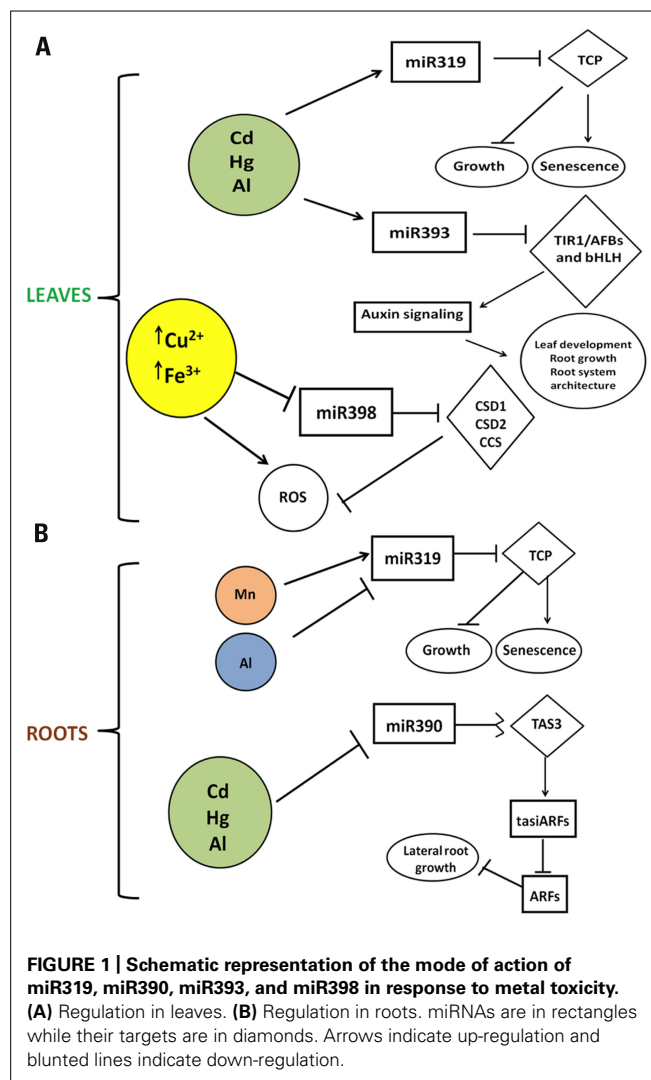 A
miR319
TCP
Cd
Hg
Al
Growth
Senescence
miR393
TIR1/AFBs
and bHLH
LEAVES
Auxin signaling
↑Cu²⁺
↑Fe³⁺
Leaf development
Root growth
Root system
architecture
miR398
CSD1
CSD2
CCS
ROS
B
miR319
TCP
Mn
Al
Growth
Senescence
ROOTS
miR390
TAS3
Cd
Hg
Al
tasiARFs
Lateral root
growth
ARFs
FIGURE 1 | Schematic representation of the mode of action of
miR319, miR390, miR393, and miR398 in response to metal toxicity.
(A) Regulation in leaves. (B) Regulation in roots. miRNAs are in rectangles
while their targets are in diamonds. Arrows indicate up-regulation and
blunted lines indicate down-regulation.